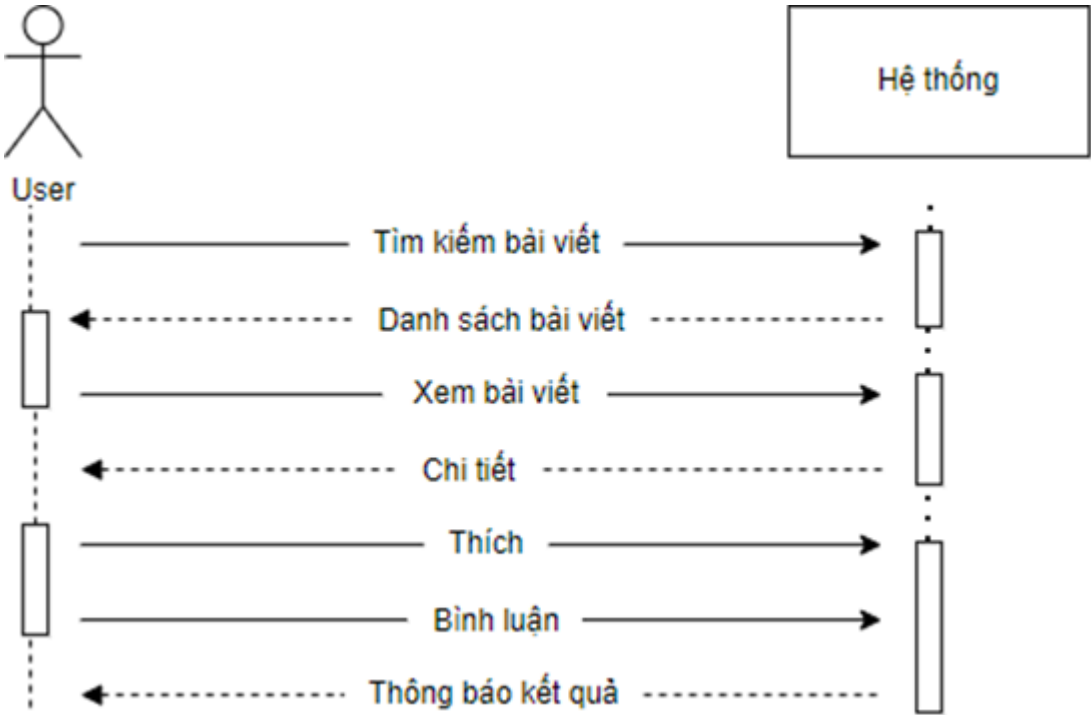 Hệ thống
User
Tìm kiếm bài viết
Danh sách bài viết
Xem bài viết
Chi tiết
Thích
Bình luận
Thông báo kết quả